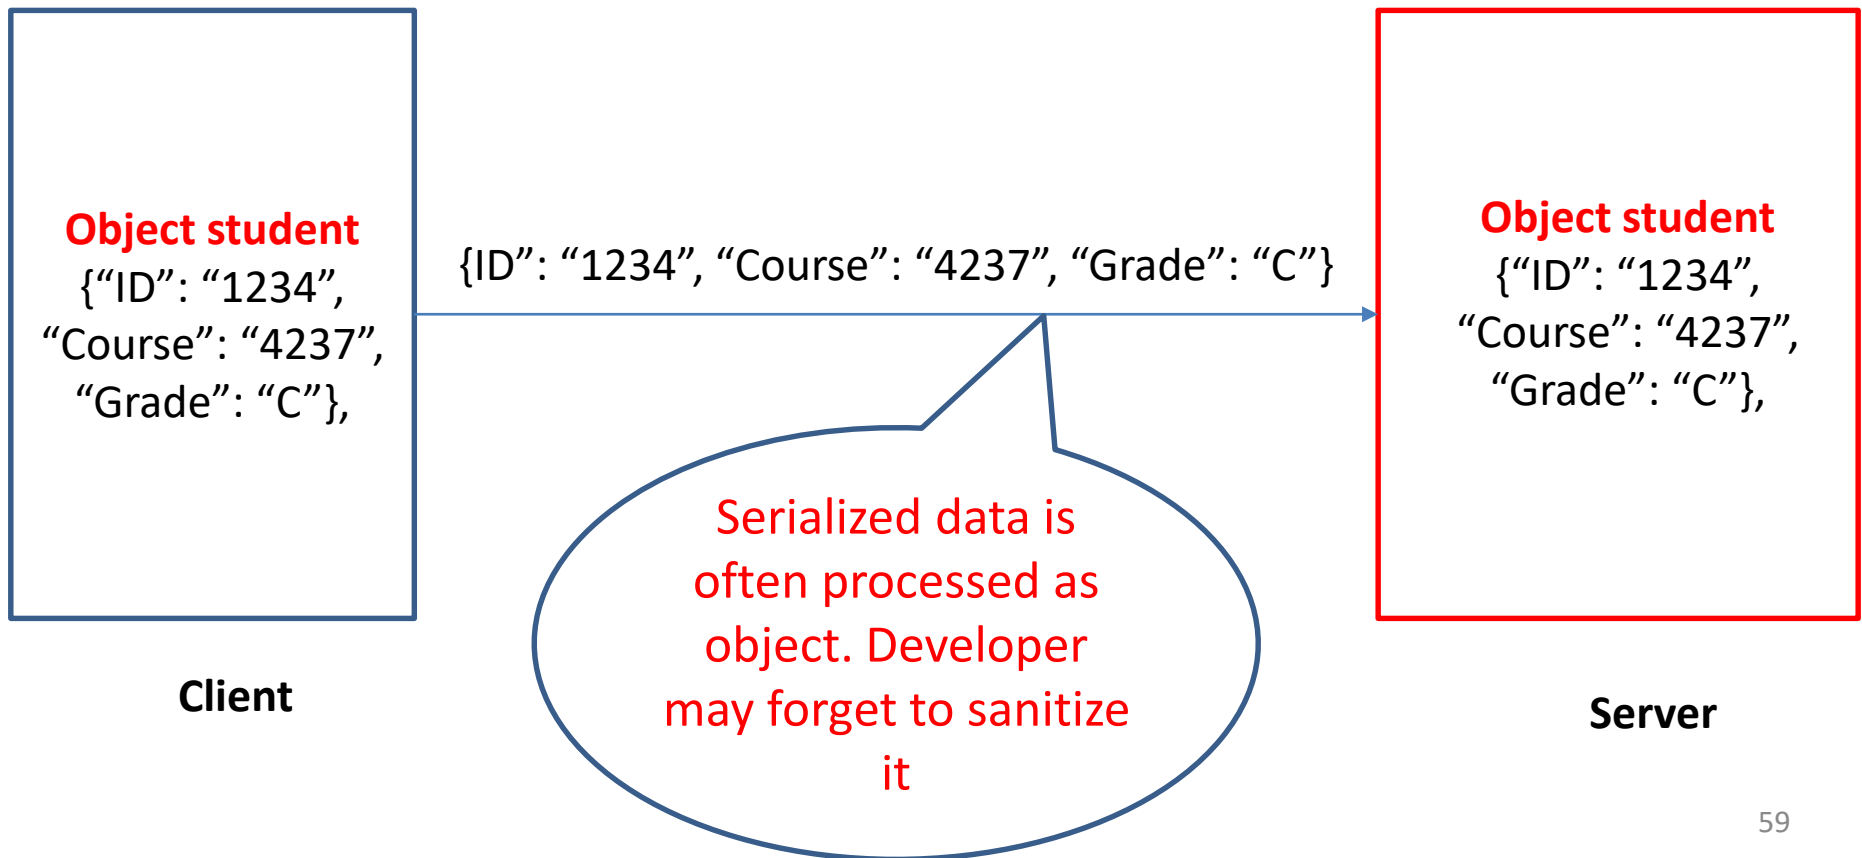 Object student
{“ID”: “1234”,
“Course”: “4237”,
“Grade”: “C”},
Client
{ID”: “1234”, “Course”: “4237”, “Grade”: “C”}
Serialized data is
often processed as
object. Developer
may forget to sanitize
it
Object student
{“ID”: “1234”,
“Course”: “4237”,
“Grade”: “C”},
Server
59